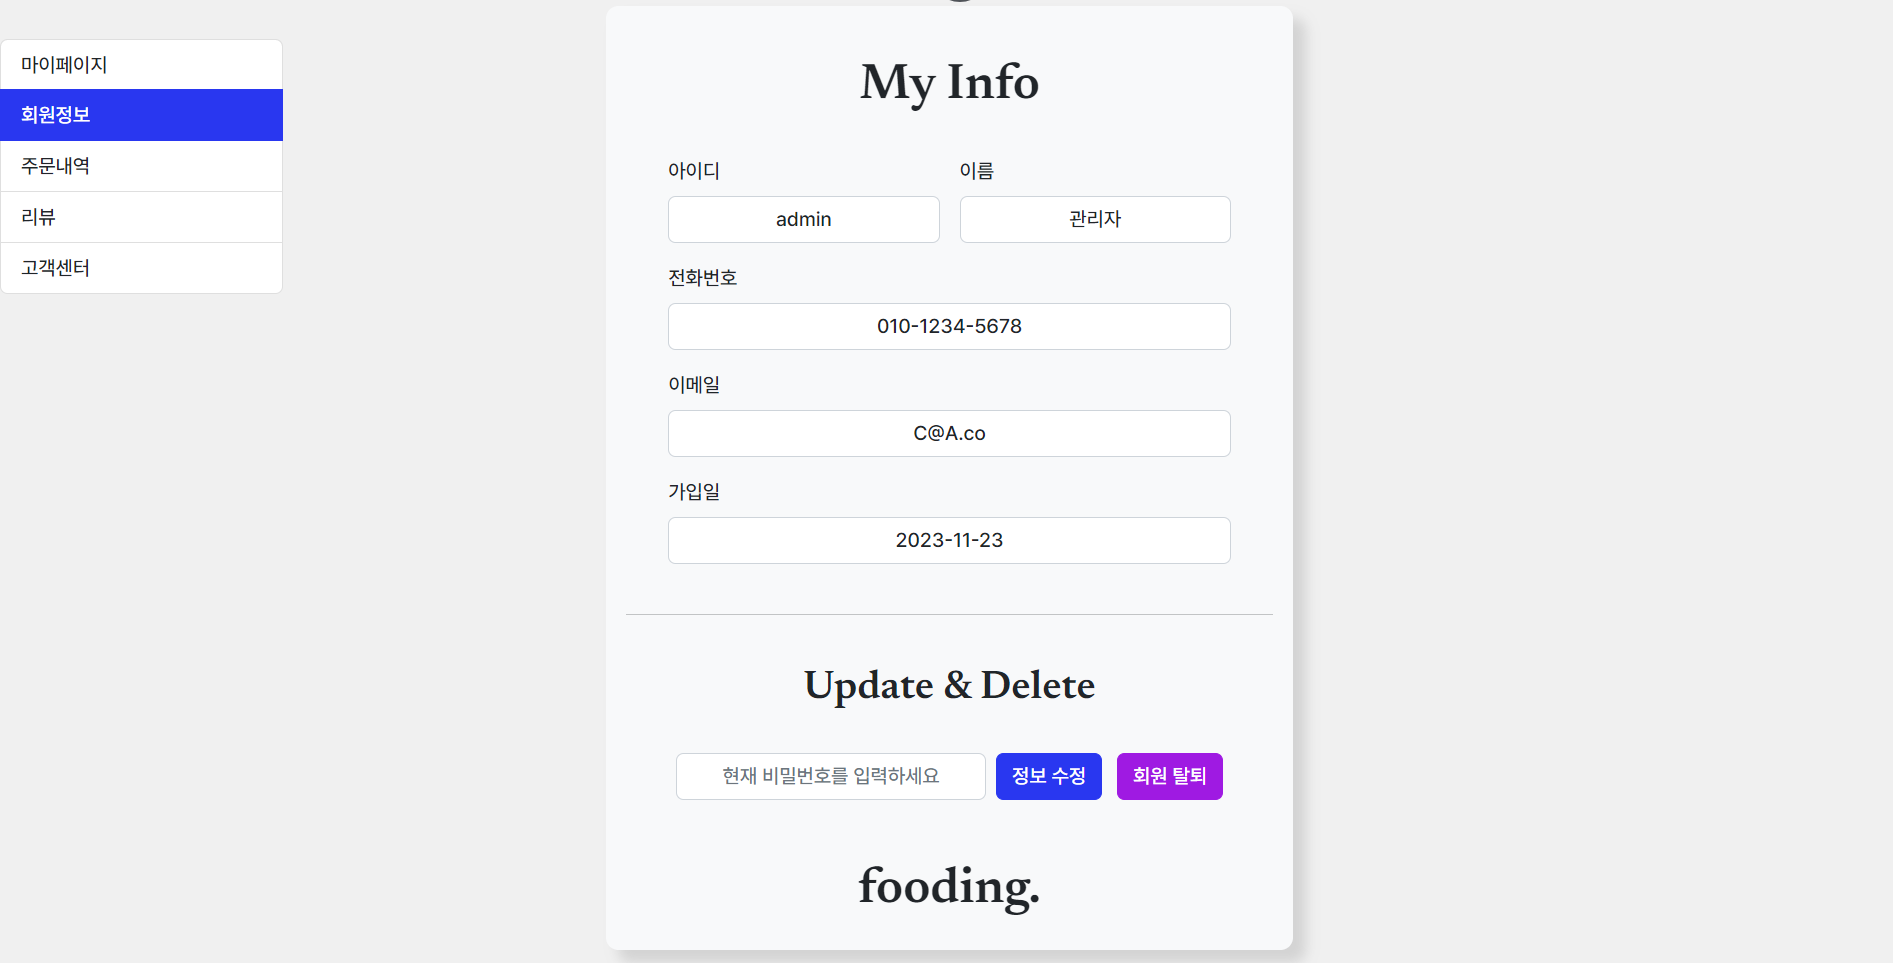 마이페이지
회원정보
주문내역
리뷰
고객센터
My Info
아이디 이름
admin 관리자
전화번호
010-1234-5678
이메일
C@A.co
가입일
2023-11-23
Update & Delete
현재 비밀번호를 입력하세요 정보 수정 회원 탈퇴
fooding.